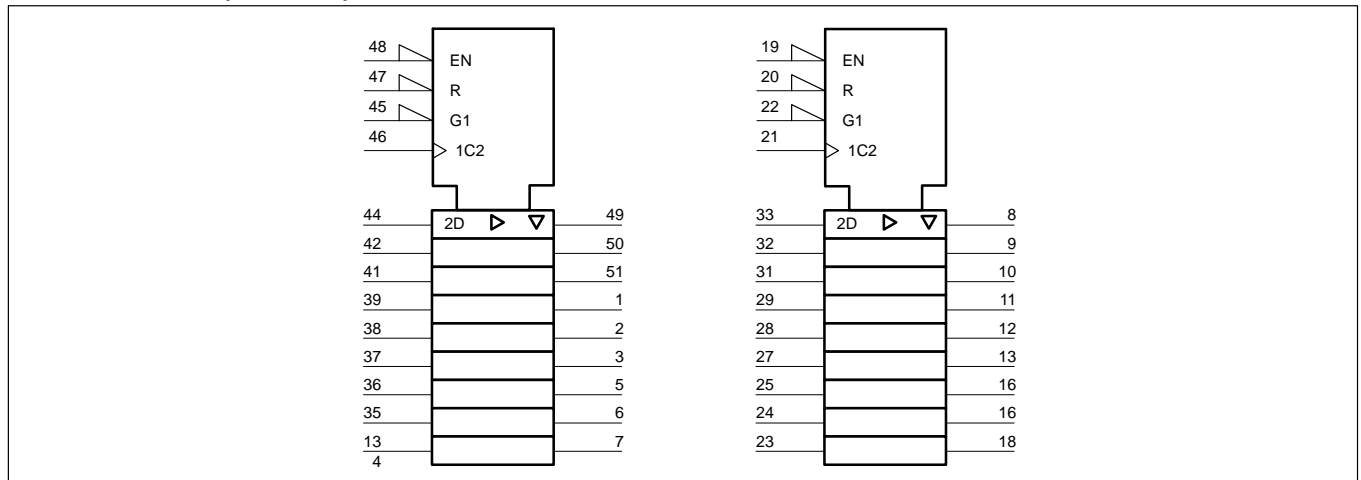 48 EN 19 EN
47 R 20 R
45 G1 22 G1
46 1C2 21 1C2
44 2D 49 33 2D 8
42 50 32 9
41 51 31 10
39 1 29 11
38 2 28 12
37 3 27 13
36 5 25 16
35 6 24 16
13 7 23 18
4